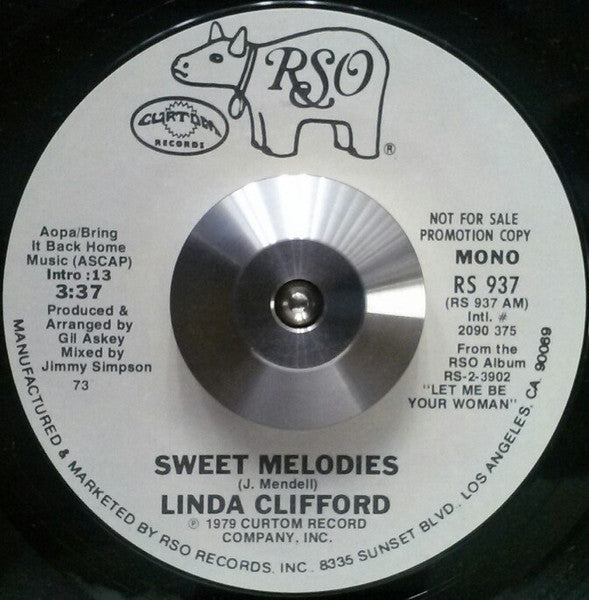 RSO
®
CURTOM
RECORDS
Aopa/Bring
It Back Home
Music (ASCAP)
Intro :13
3:37
Produced &
Arranged by
Gil Askey
Mixed by
Jimmy Simpson
73
NOT FOR SALE
PROMOTION COPY
MONO
RS 937
(RS 937 AM)
Intl. #
2090 375
From the
RSO Album
RS-2-3902
"LET ME BE
YOUR WOMAN"
SWEET MELODIES
(J. Mendell)
LINDA CLIFFORD
℗ 1979 CURTOM RECORD
COMPANY, INC.
MANUFACTURED & MARKETED BY RSO RECORDS, INC. 8335 SUNSET BLVD., LOS ANGELES, CA 90069